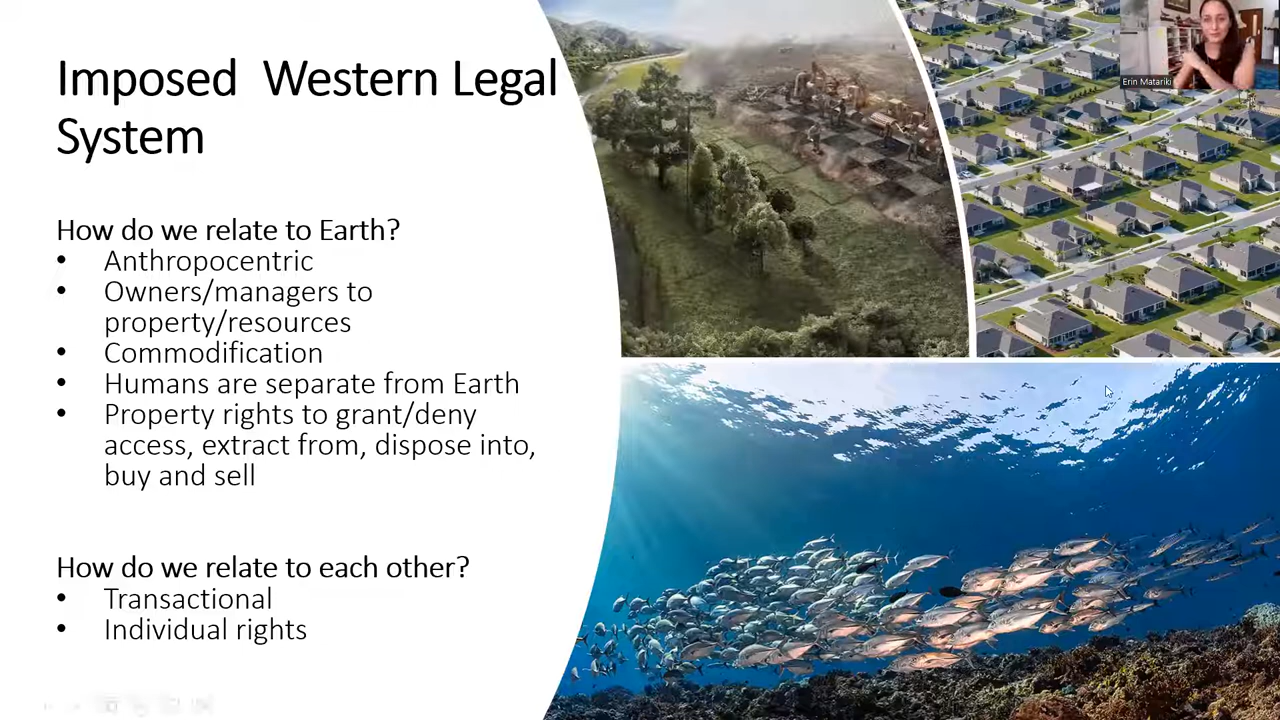 Imposed  Western Legal
System
How do we relate to Earth?
• Anthropocentric
• Owners/managers to
property/resources
• Commodification
• Humans are separate from Earth
• Property rights to grant/deny
access, extract from, dispose into,
buy and sell
How do we relate to each other?
• Transactional
• Individual rights
Erin Matariki